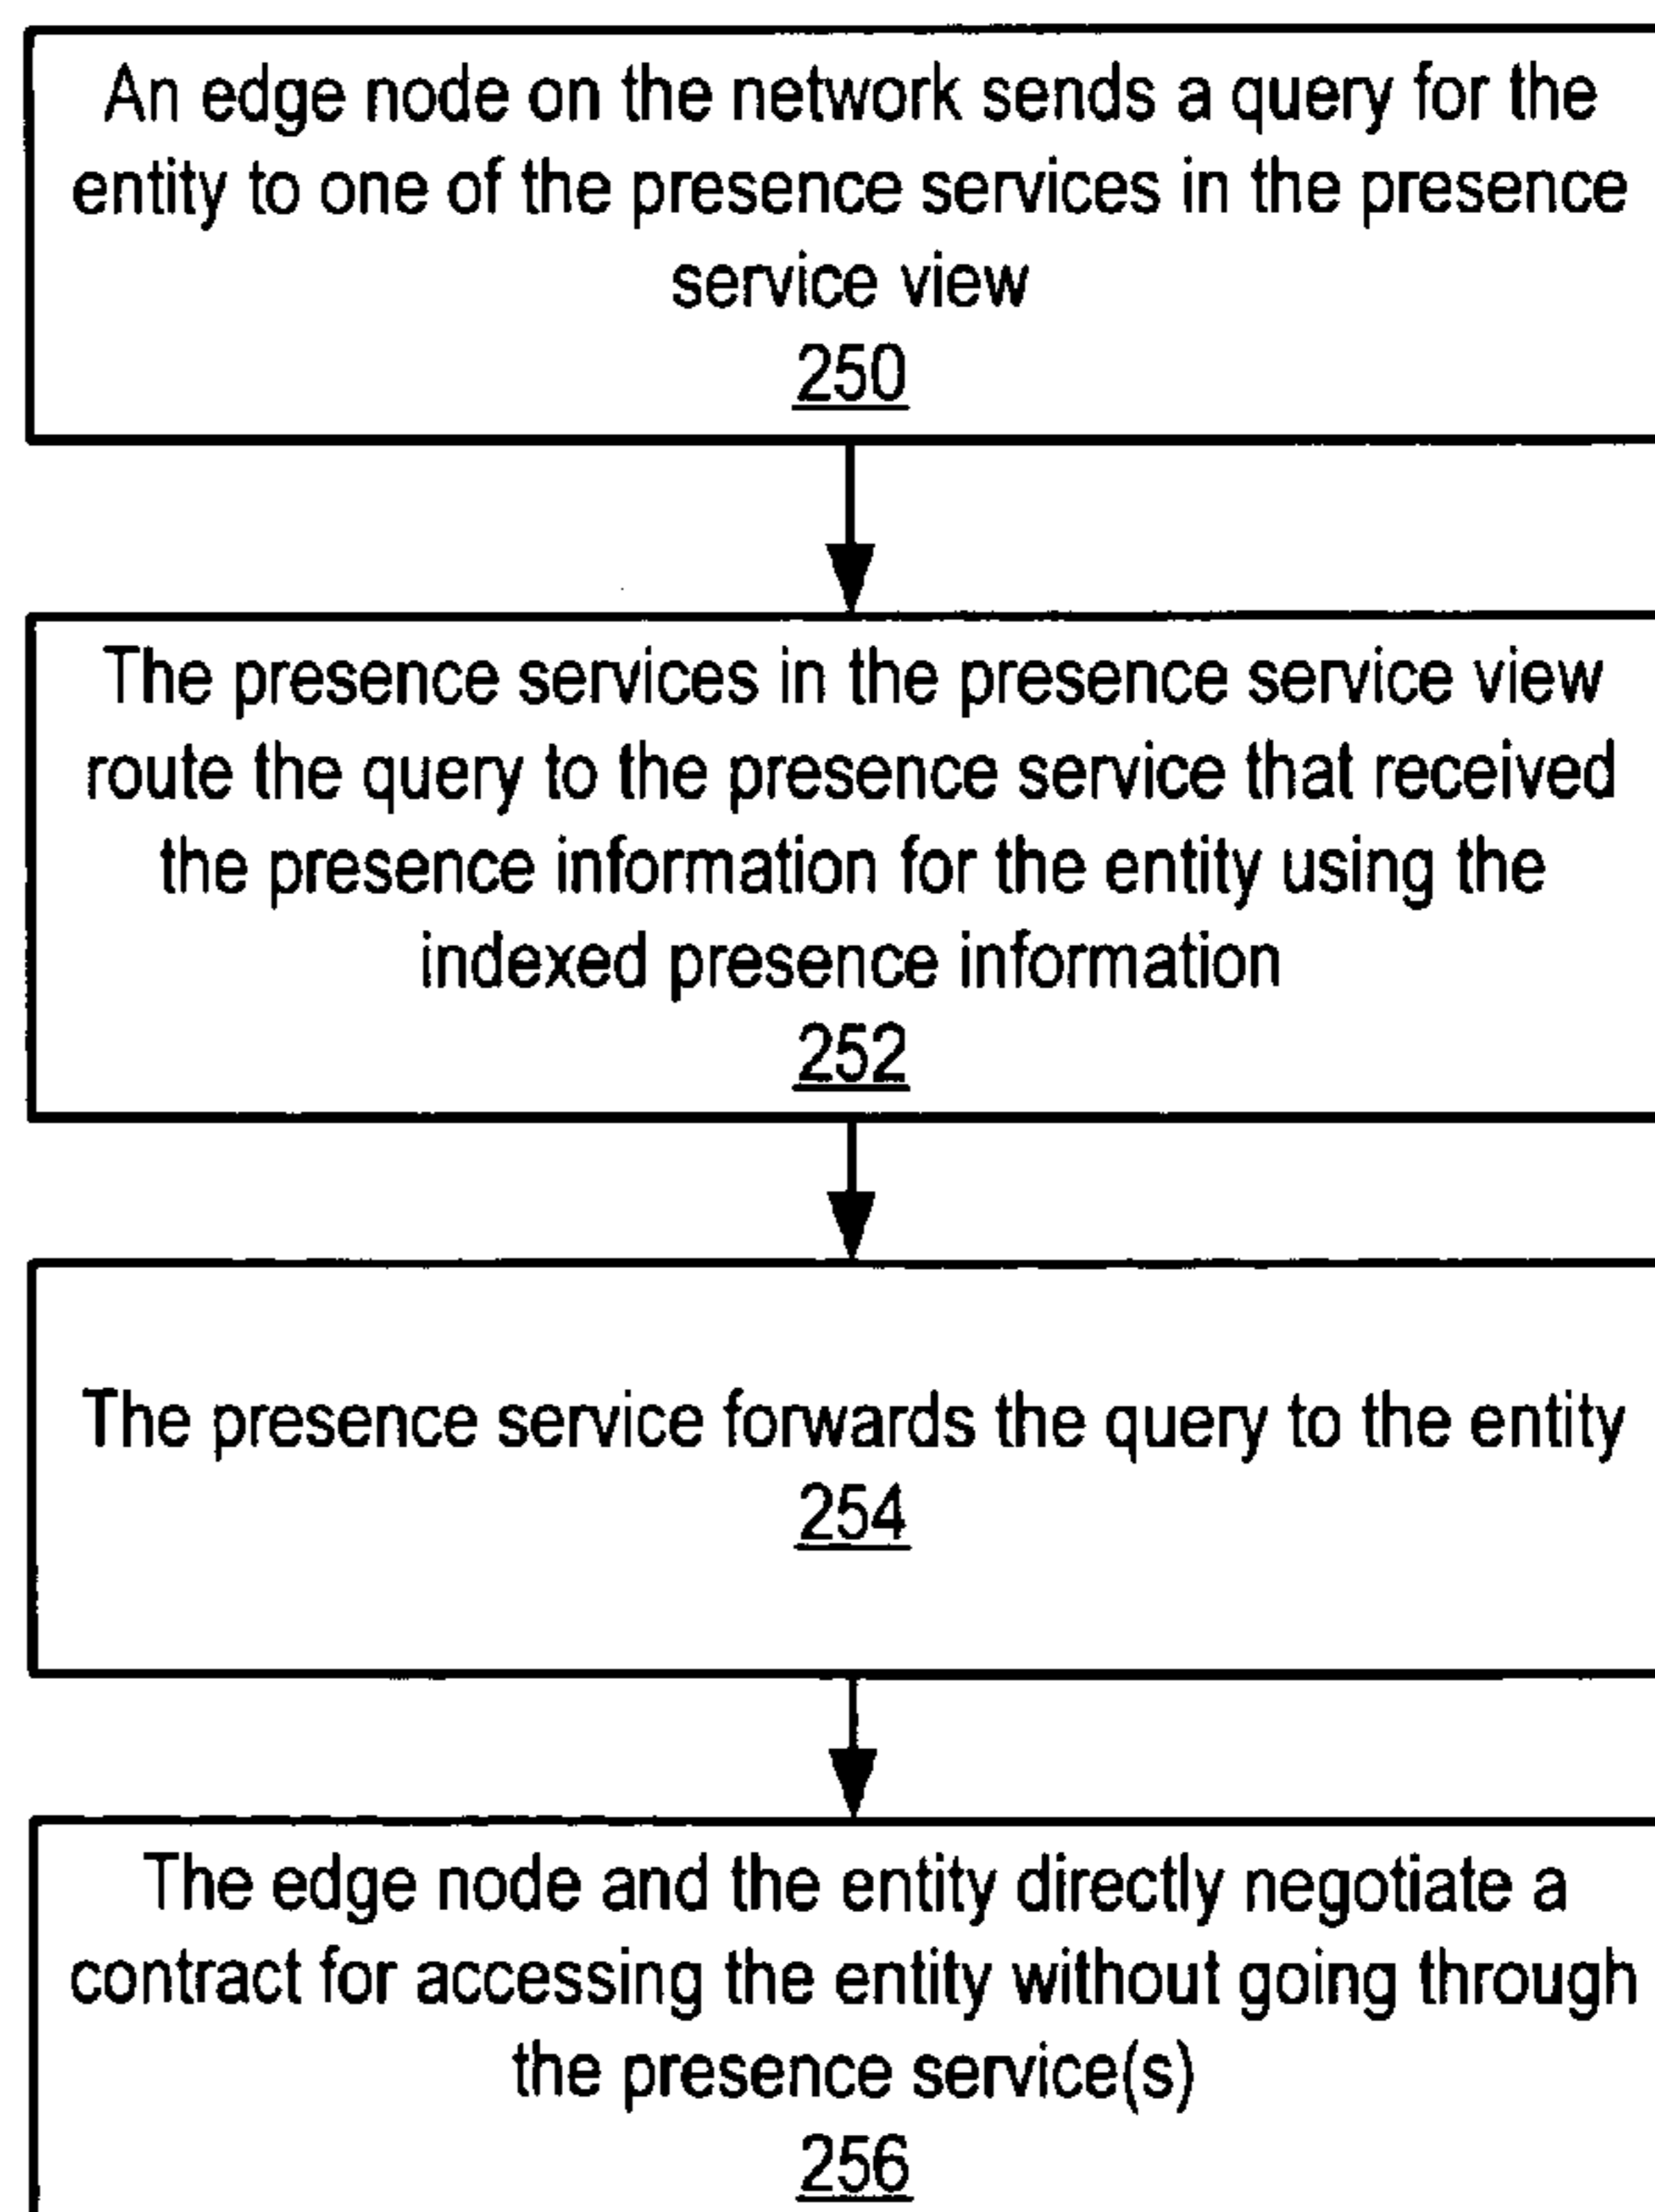 An edge node on the network sends a query for the
entity to one of the presence services in the presence
service view
250
The presence services in the presence service view
route the query to the presence service that received
the presence information for the entity using the
indexed presence information
252
The presence service forwards the query to the entity
254
The edge node and the entity directly negotiate a
contract for accessing the entity without going through
the presence service(s)
256